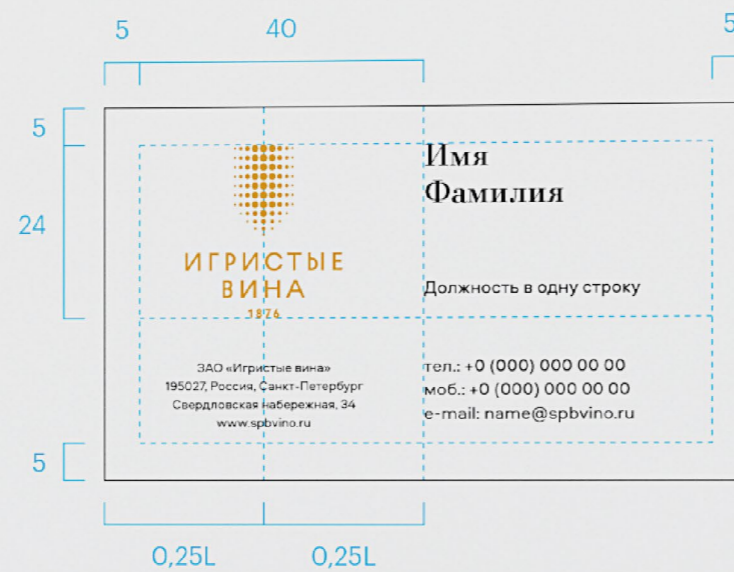 5 40 5
5
24
5
ИГРИСТЫЕ
ВИНА
1876
ЗАО «Игристые вина»
195027, Россия, Санкт-Петербург
Свердловская набережная, 34
www.spbvino.ru
Имя
Фамилия
Должность в одну строку
тел.: +0 (000) 000 00 00
моб.: +0 (000) 000 00 00
e-mail: name@spbvino.ru
0,25L 0,25L